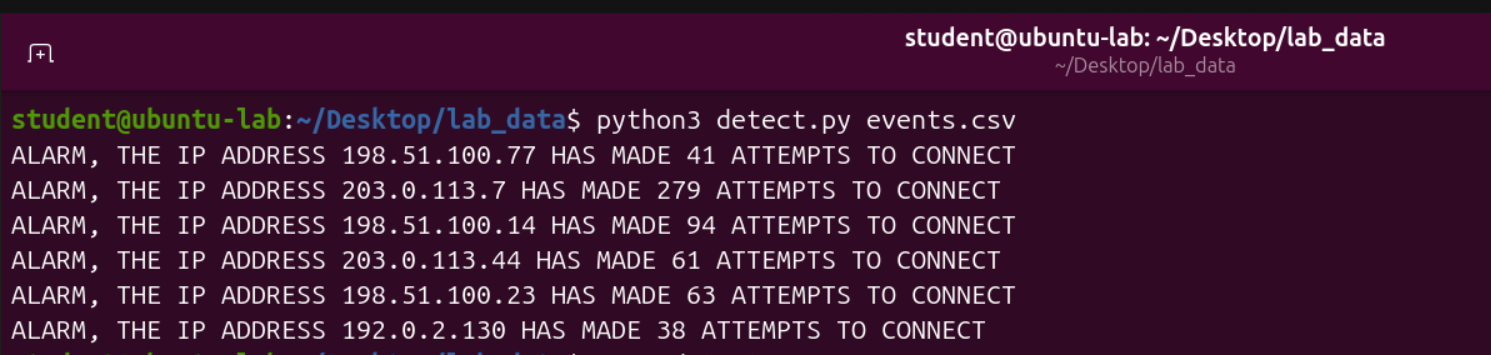 student@ubuntu-lab: ~/Desktop/lab_data
~/Desktop/lab_data
student@ubuntu-lab:~/Desktop/lab_data$ python3 detect.py events.csv
ALARM, THE IP ADDRESS 198.51.100.77 HAS MADE 41 ATTEMPTS TO CONNECT
ALARM, THE IP ADDRESS 203.0.113.7 HAS MADE 279 ATTEMPTS TO CONNECT
ALARM, THE IP ADDRESS 198.51.100.14 HAS MADE 94 ATTEMPTS TO CONNECT
ALARM, THE IP ADDRESS 203.0.113.44 HAS MADE 61 ATTEMPTS TO CONNECT
ALARM, THE IP ADDRESS 198.51.100.23 HAS MADE 63 ATTEMPTS TO CONNECT
ALARM, THE IP ADDRESS 192.0.2.130 HAS MADE 38 ATTEMPTS TO CONNECT